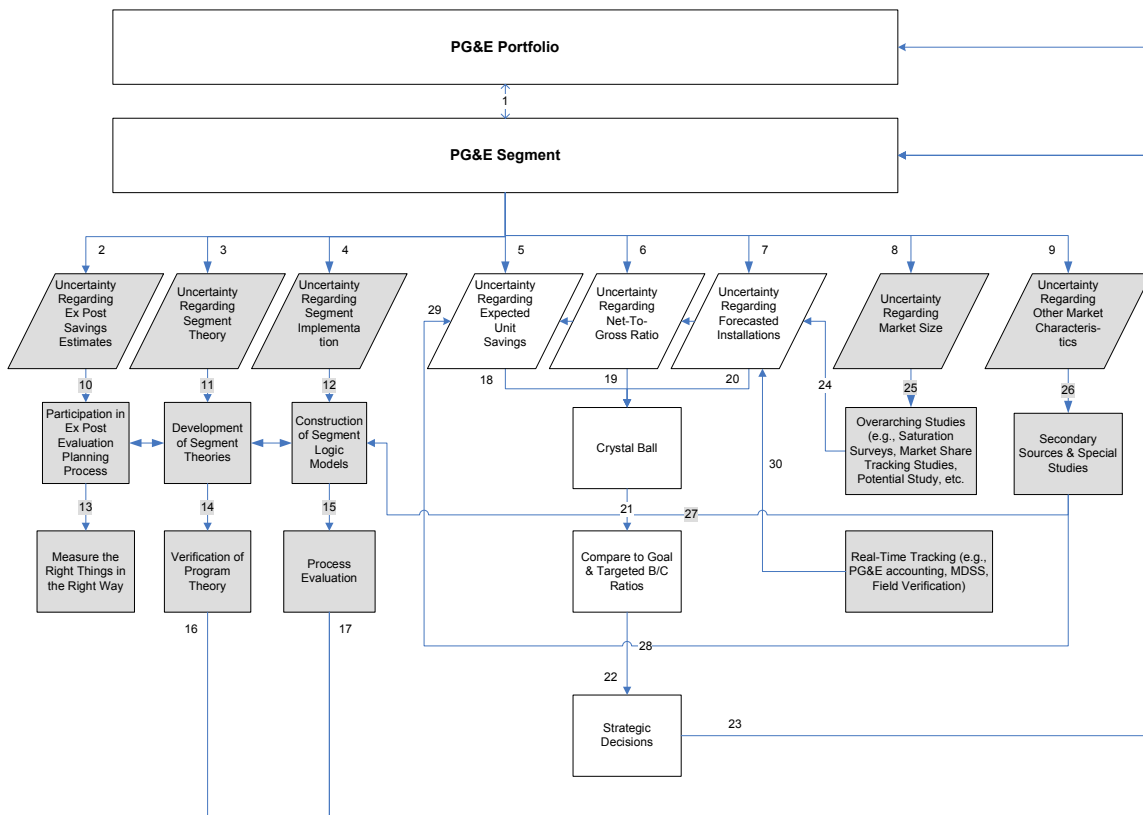 PG&E Portfolio
1
PG&E Segment
2
3
4
5
6
7
8
9
Uncertainty
Regarding
Ex Post
Savings
Estimates
Uncertainty
Regarding
Segment
Theory
Uncertainty
Regarding
Segment
Implementa-
tion
29
Uncertainty
Regarding
Expected
Unit
Savings
Uncertainty
Regarding
Net-To-
Gross Ratio
Uncertainty
Regarding
Forecasted
Installations
Uncertainty
Regarding
Market Size
Uncertainty
Regarding
Other Market
Characteris-
tics
10
11
12
18
19
20
24
25
26
Participation in
Ex Post
Evaluation
Planning
Process
Development
of Segment
Theories
Construction
of Segment
Logic
Models
Crystal Ball
30
Overarching Studies
(e.g., Saturation
Surveys, Market Share
Tracking Studies,
Potential Study, etc.
Secondary
Sources & Special
Studies
13
14
15
21
27
Measure the
Right Things in
the Right Way
Verification of
Program
Theory
Process
Evaluation
Compare to Goal
& Targeted B/C
Ratios
Real-Time Tracking (e.g.,
PG&E accounting, MDSS,
Field Verification)
16
17
28
22
Strategic
Decisions
23